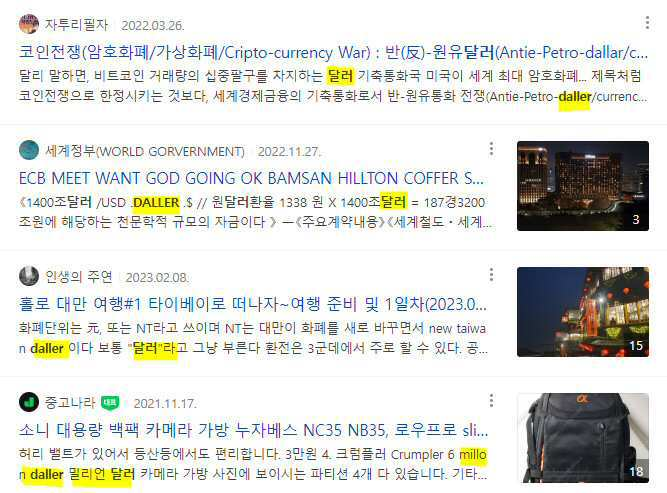 자투리필자 2022.03.26.
코인전쟁(암호화폐/가상화폐/Cripto-currency War) : 반(反)-원유달러(Antie-Petro-dallar/c...
달리 말하면, 비트코인 거래량의 십중팔구를 자지하는 달러 기축통화국 미국이 세계 최대 암호화폐... 제목처럼
코인전쟁으로 한정시키는 것보다, 세계경제금융의 기축통화로서 반-원유통화 전쟁(Antie-Petro-daller/currenc...
세계정부(WORLD GORVERNMENT) 2022.11.27.
ECB MEET WANT GOD GOING OK BAMSAN HILLTON COFFER S...
《1400조달러 /USD .DALLER .$ // 원달러환율 1338 원 X 1400조달러 = 187경3200
조원에 해당하는 천문학적 규모의 자금이다 》 ㅡ《주요계약내용》《세계철도・세계...
3
인생의 주연 2023.02.08.
홀로 대만 여행#1 타이베이로 떠나자~여행 준비 및 1일차(2023.0...
화폐단위는 元, 또는 NT라고 쓰이며 NT는 대만이 화폐를 새로 바꾸면서 new taiwa
n daller 이다 보통 "달러"라고 그냥 부른다 환전은 3군데에서 주로 할 수 있다. 공...
15
중고나라 대표 2021.11.17.
소니 대용량 백팩 카메라 가방 누자베스 NC35 NB35, 로우프로 sli...
허리 밸트가 있어서 등산등에서도 편리합니다. 3만원 4. 크럼플러 Crumpler 6 millo
n daller 밀리언 달러 카메라 가방 사진에 보이시는 파티션 4개 다 있습니다. 기타...
18